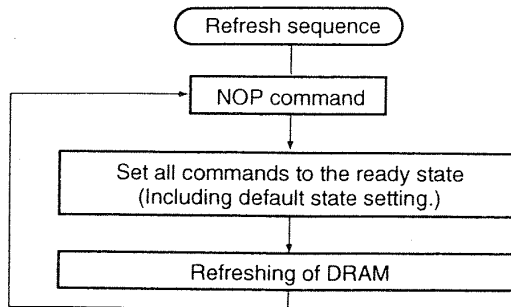 Refresh sequence
NOP command
Set all commands to the ready state
(Including default state setting.)
Refreshing of DRAM